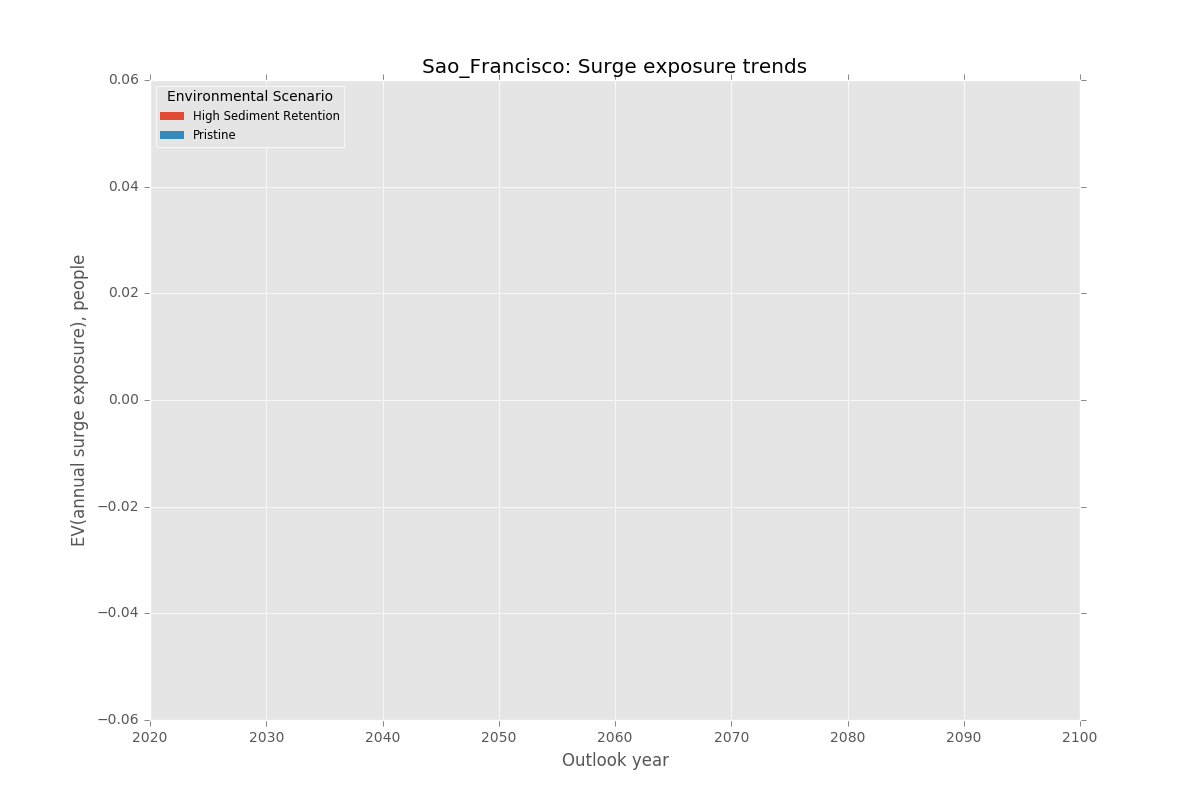 Sao_Francisco: Surge exposure trends
Environmental Scenario
High Sediment Retention
Pristine
EV(annual surge exposure), people
0.06
0.04
0.02
0.00
−0.02
−0.04
−0.06
2020 2030 2040 2050 2060 2070 2080 2090 2100
Outlook year